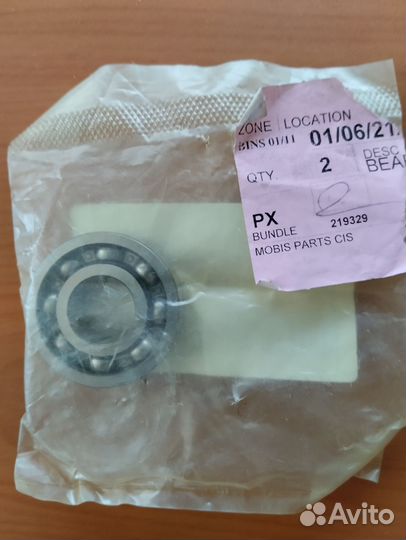 ZONE LOCATION
BINS 01/11 01/06/21
QTY 2 DESC
BEAR
PX
BUNDLE 219329
MOBIS PARTS CIS
Avito